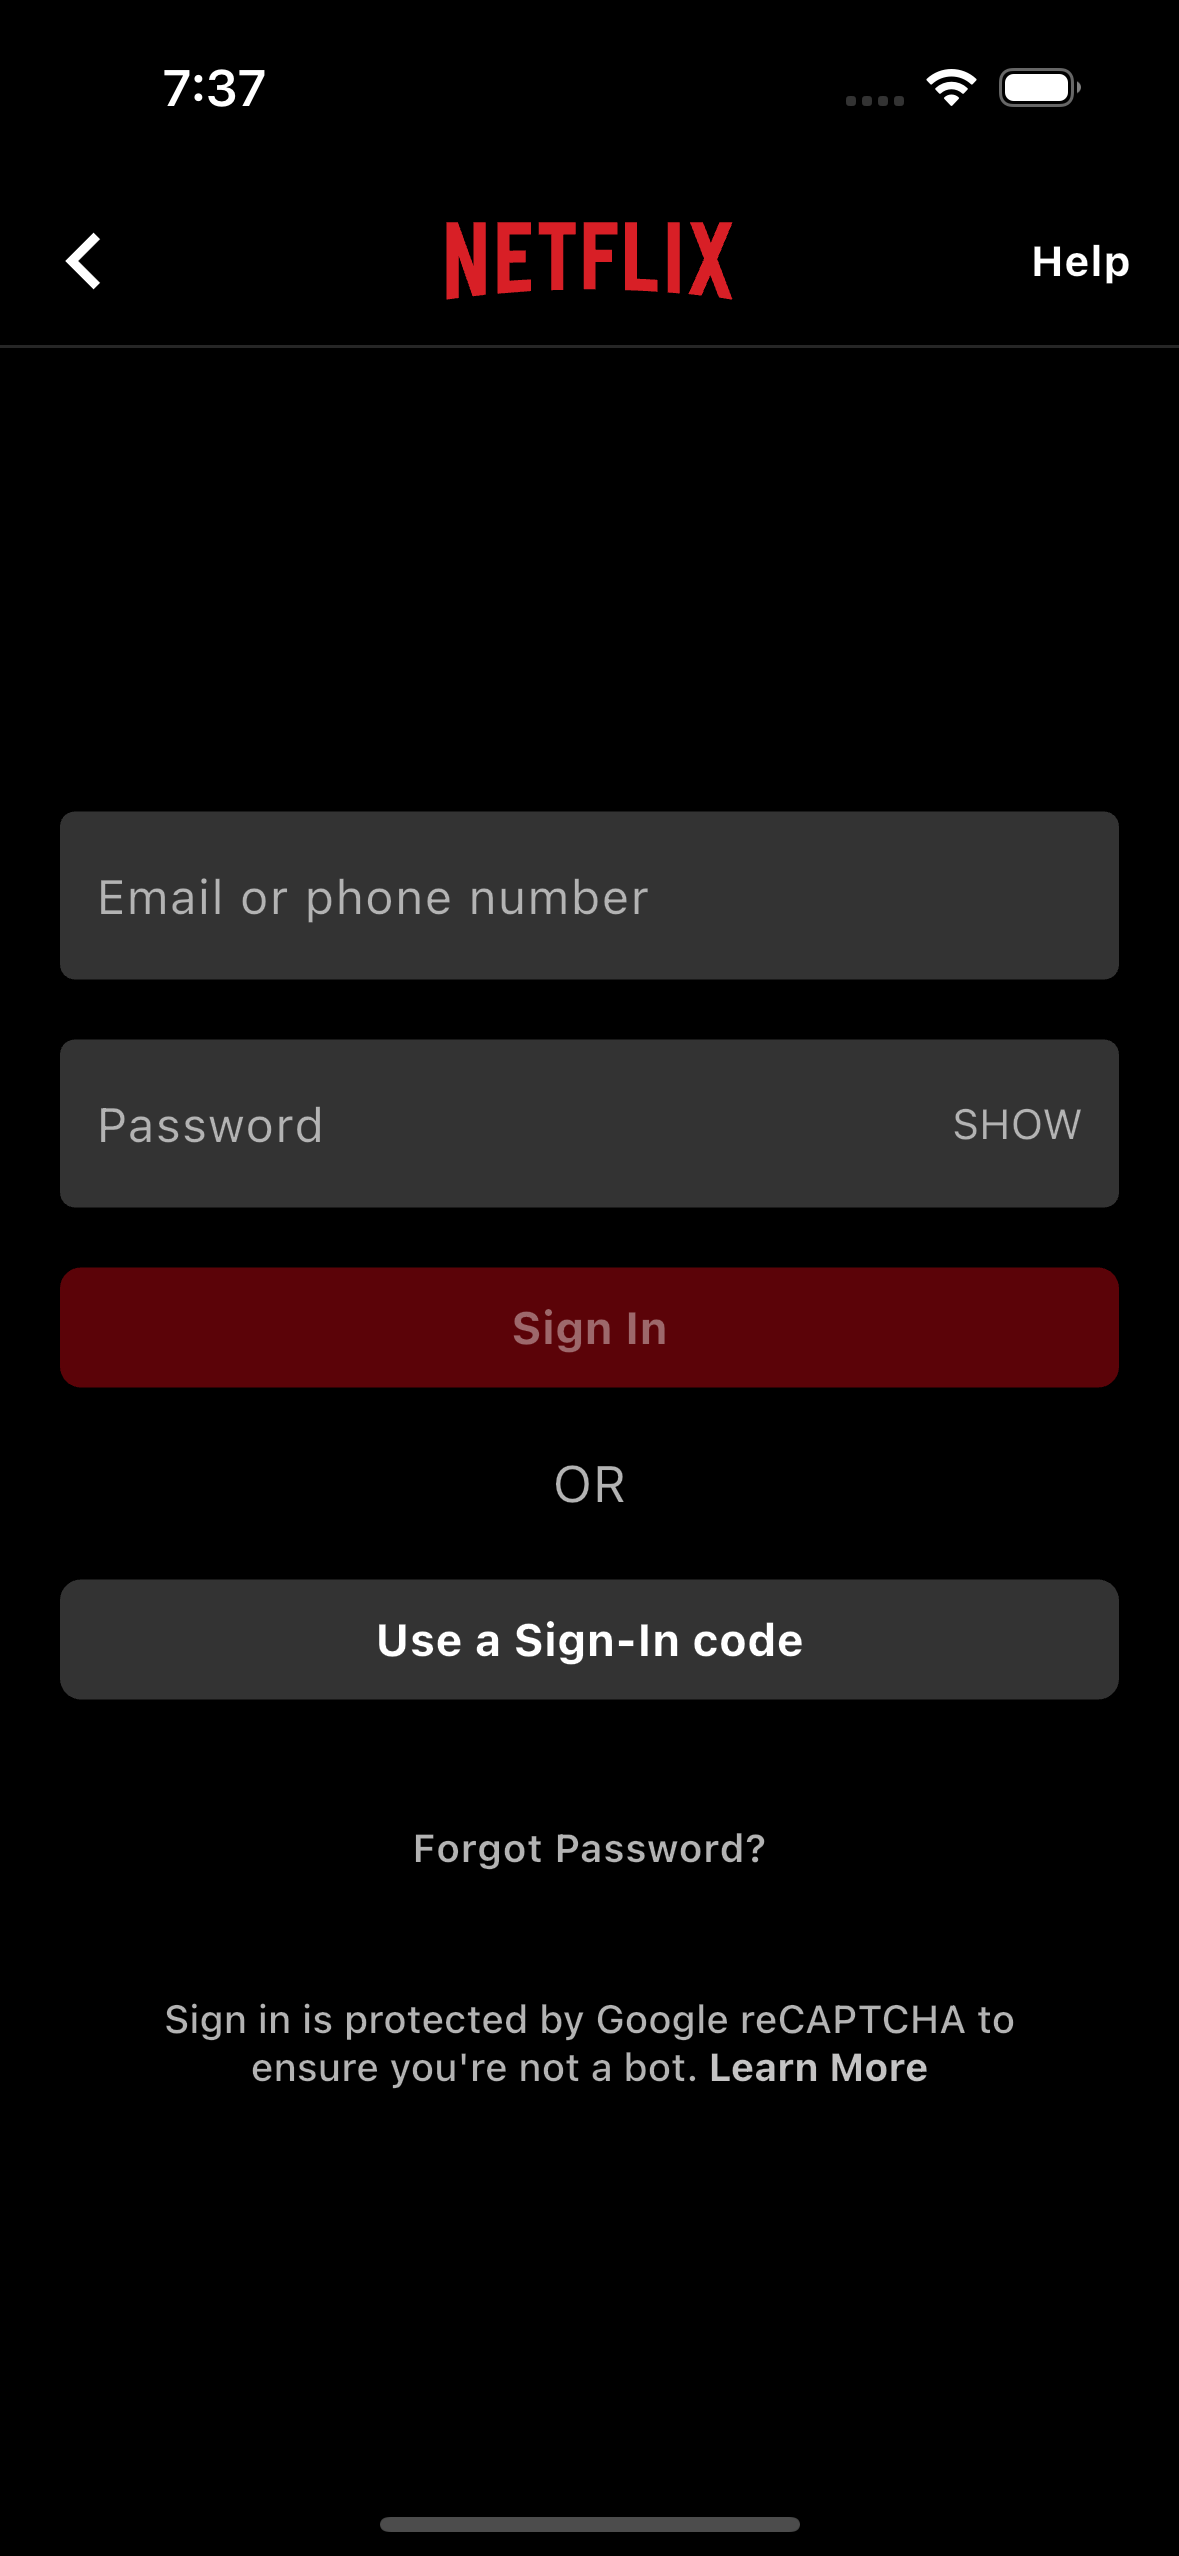 7:37
NETFLIX
Help
Email or phone number
Password
SHOW
Sign In
OR
Use a Sign-In code
Forgot Password?
Sign in is protected by Google reCAPTCHA to
ensure you're not a bot. Learn More